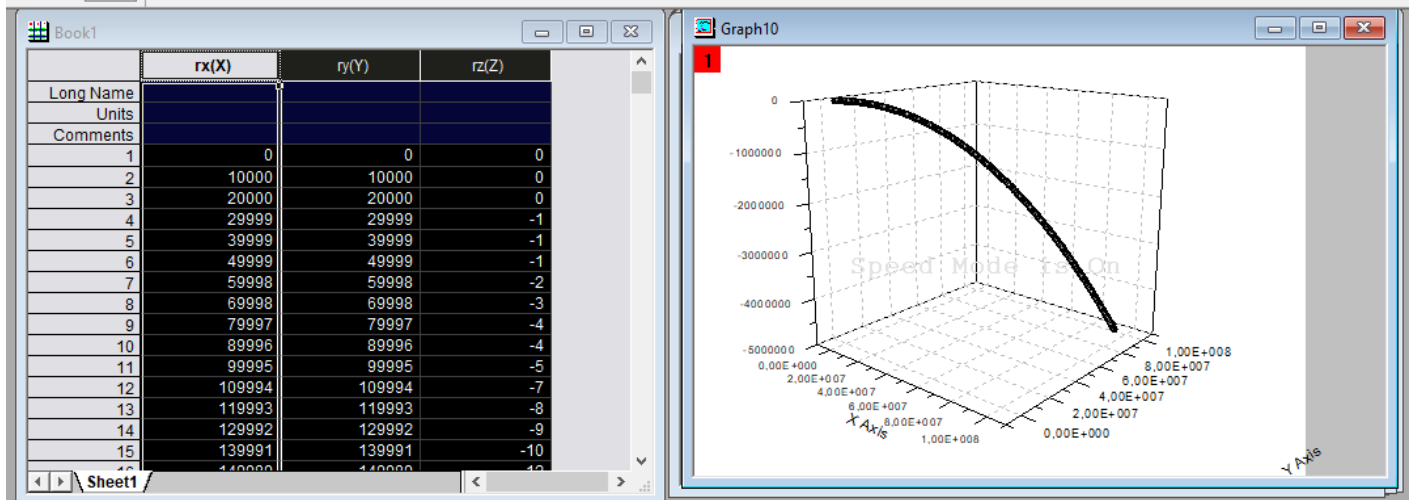 Book1
rx(X) ry(Y) rz(Z)
Long Name
Units
Comments
1 0 0 0
2 10000 10000 0
3 20000 20000 0
4 29999 29999 -1
5 39999 39999 -1
6 49999 49999 -1
7 59998 59998 -2
8 69998 69998 -3
9 79997 79997 -4
10 89996 89996 -4
11 99995 99995 -5
12 109994 109994 -7
13 119993 119993 -8
14 129992 129992 -9
15 139991 139991 -10
Sheet1
Graph10
1
0
-1000000
-2000000
-3000000
-4000000
-5000000
Speed Mode is On
0,00E+000
2,00E+007
4,00E+007
6,00E+007
8,00E+007
1,00E+008
X Axis
1,00E+008
8,00E+007
6,00E+007
4,00E+007
2,00E+007
0,00E+000
Y Axis